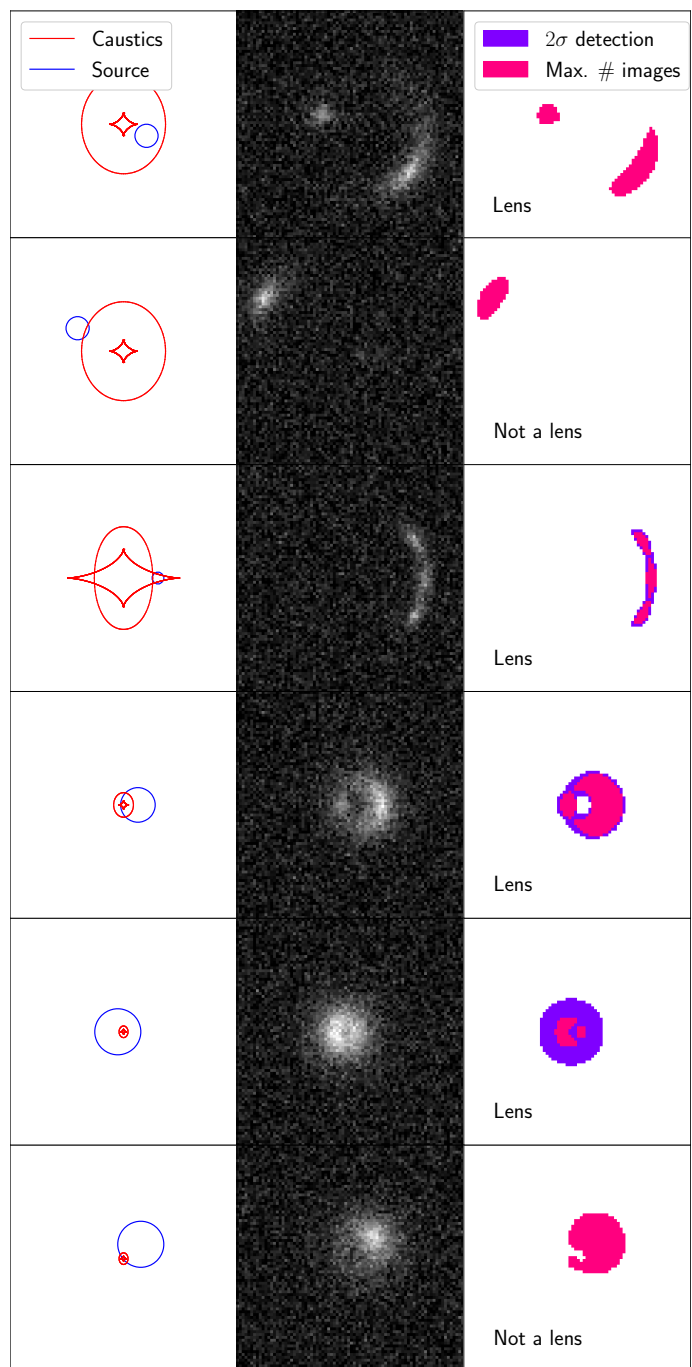 Caustics
Source
2σ detection
Max. # images
Lens
Not a lens
Lens
Lens
Lens
Not a lens